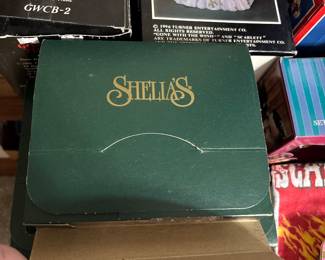 GWCB-2
© 1994 TURNER ENTERTAINMENT CO.
ALL RIGHTS RESERVED.
"GONE WITH THE WIND" AND "SCARLETT"
ARE TRADEMARKS OF TURNER
ENTERTAINMENT CO.
SHELIA'S
SCA